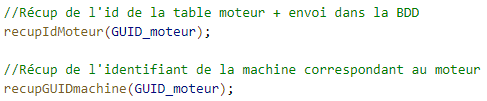 //Récup de l'id de la table moteur + envoi dans la BDD
recupIdMoteur(GUID_moteur);
//Récup de l'identifiant de la machine correspondant au moteur
recupGUIDmachine(GUID_moteur);